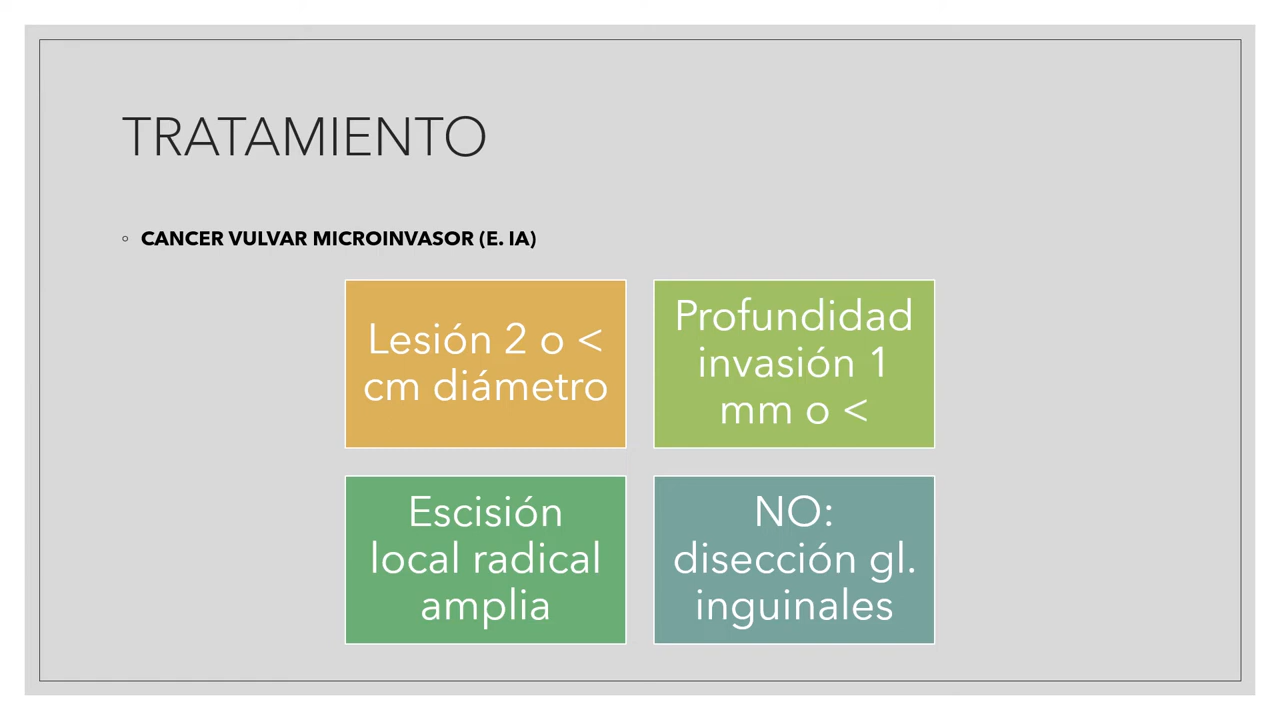 TRATAMIENTO
◦ CANCER VULVAR MICROINVASOR (E. IA)
Lesión 2 o <
cm diámetro
Profundidad
invasión 1
mm o <
Escisión
local radical
amplia
NO:
disección gl.
inguinales